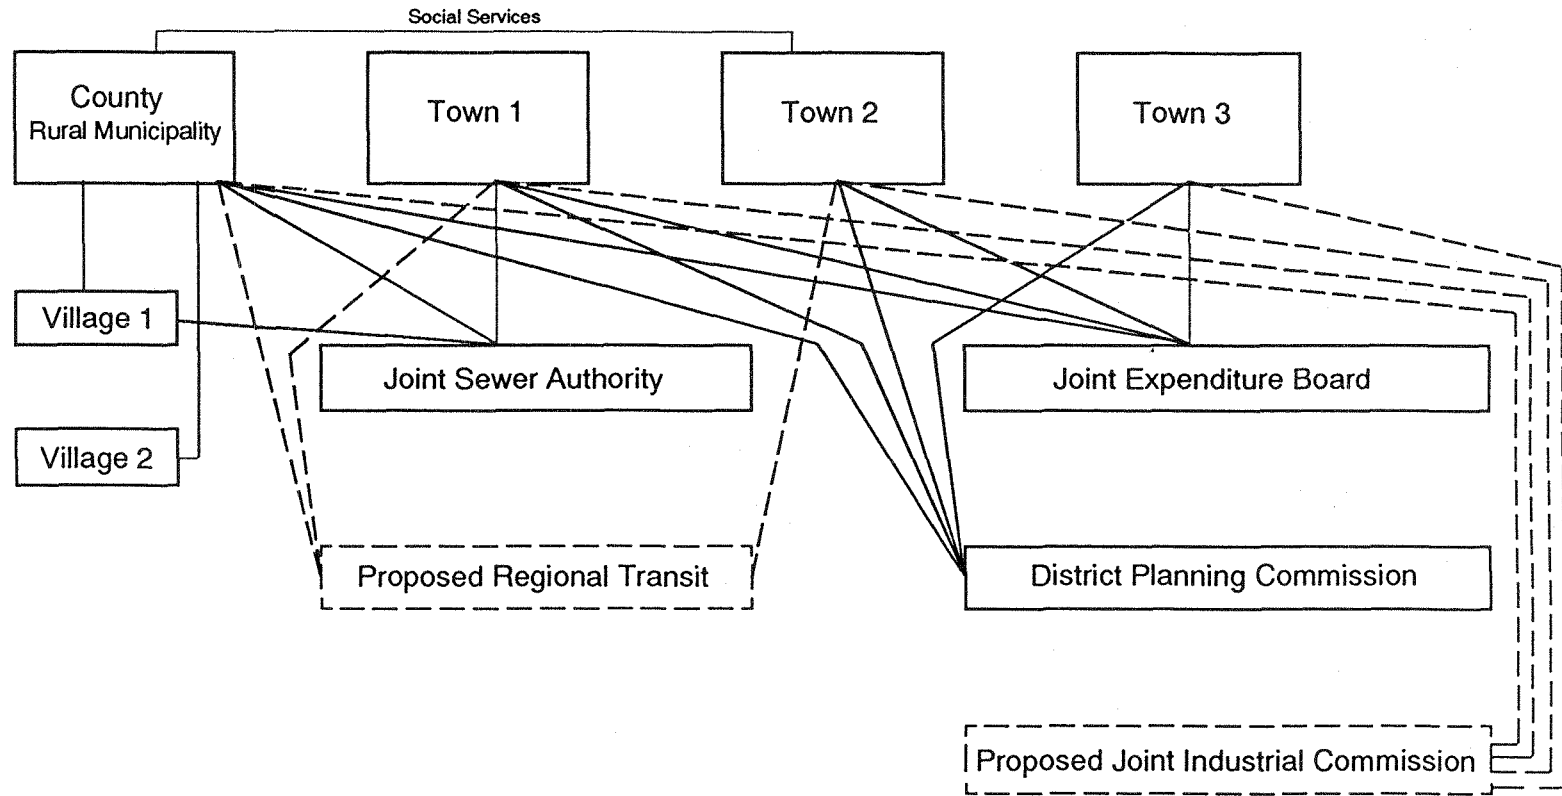 Social Services
County
Rural Municipality
Town 1
Town 2
Town 3
Village 1
Joint Sewer Authority
Joint Expenditure Board
Village 2
Proposed Regional Transit
District Planning Commission
Proposed Joint Industrial Commission